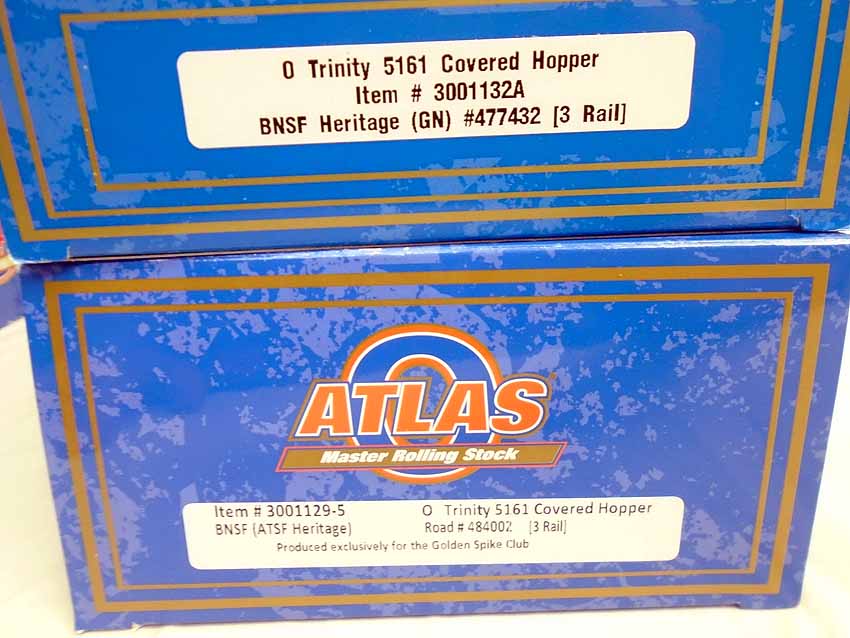 O Trinity 5161 Covered Hopper
Item # 3001132A
BNSF Heritage (GN) #477432 [3 Rail]
O
ATLAS
Master Rolling Stock
Item # 3001129-5 O Trinity 5161 Covered Hopper
BNSF (ATSF Heritage) Road # 484002 [3 Rail]
Produced exclusively for the Golden Spike Club